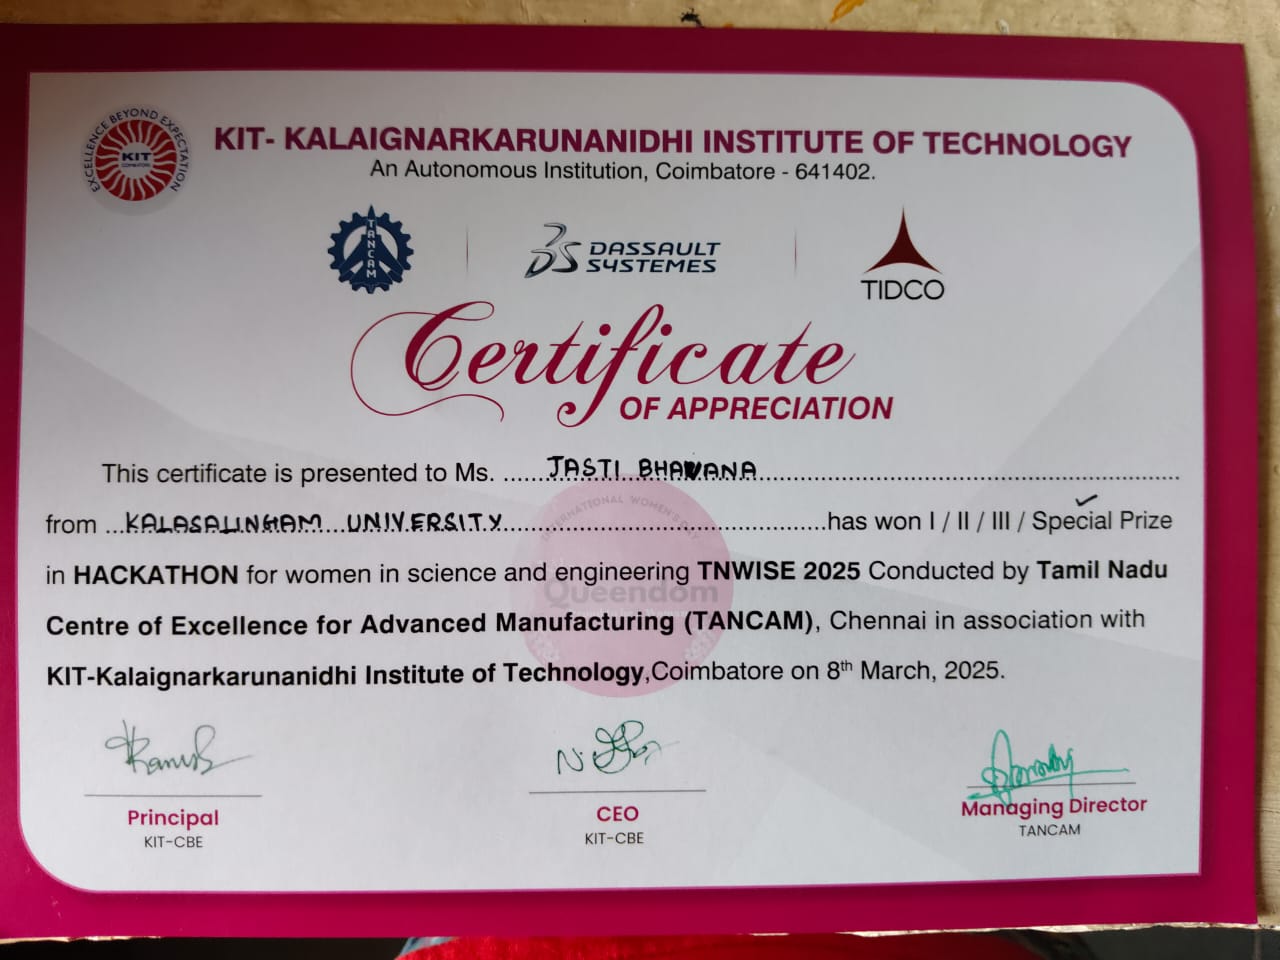 EXCELLENCE BEYOND EXPECTATION
KIT
COIMBATORE
KIT- KALAIGNARKARUNANIDHI INSTITUTE OF TECHNOLOGY
An Autonomous Institution, Coimbatore - 641402.
TANCAM
DASSAULT
SYSTEMES
TIDCO
Certificate
OF APPRECIATION
This certificate is presented to Ms. JASTI BHAVANA
from KALASALINGAM UNIVERSITY has won I / II / III / Special Prize
in HACKATHON for women in science and engineering TNWISE 2025 Conducted by Tamil Nadu
Centre of Excellence for Advanced Manufacturing (TANCAM), Chennai in association with
KIT-Kalaignarkarunanidhi Institute of Technology,Coimbatore on 8th March, 2025.
INTERNATIONAL WOMEN'S DAY
Queendom
Principal
KIT-CBE
CEO
KIT-CBE
Managing Director
TANCAM